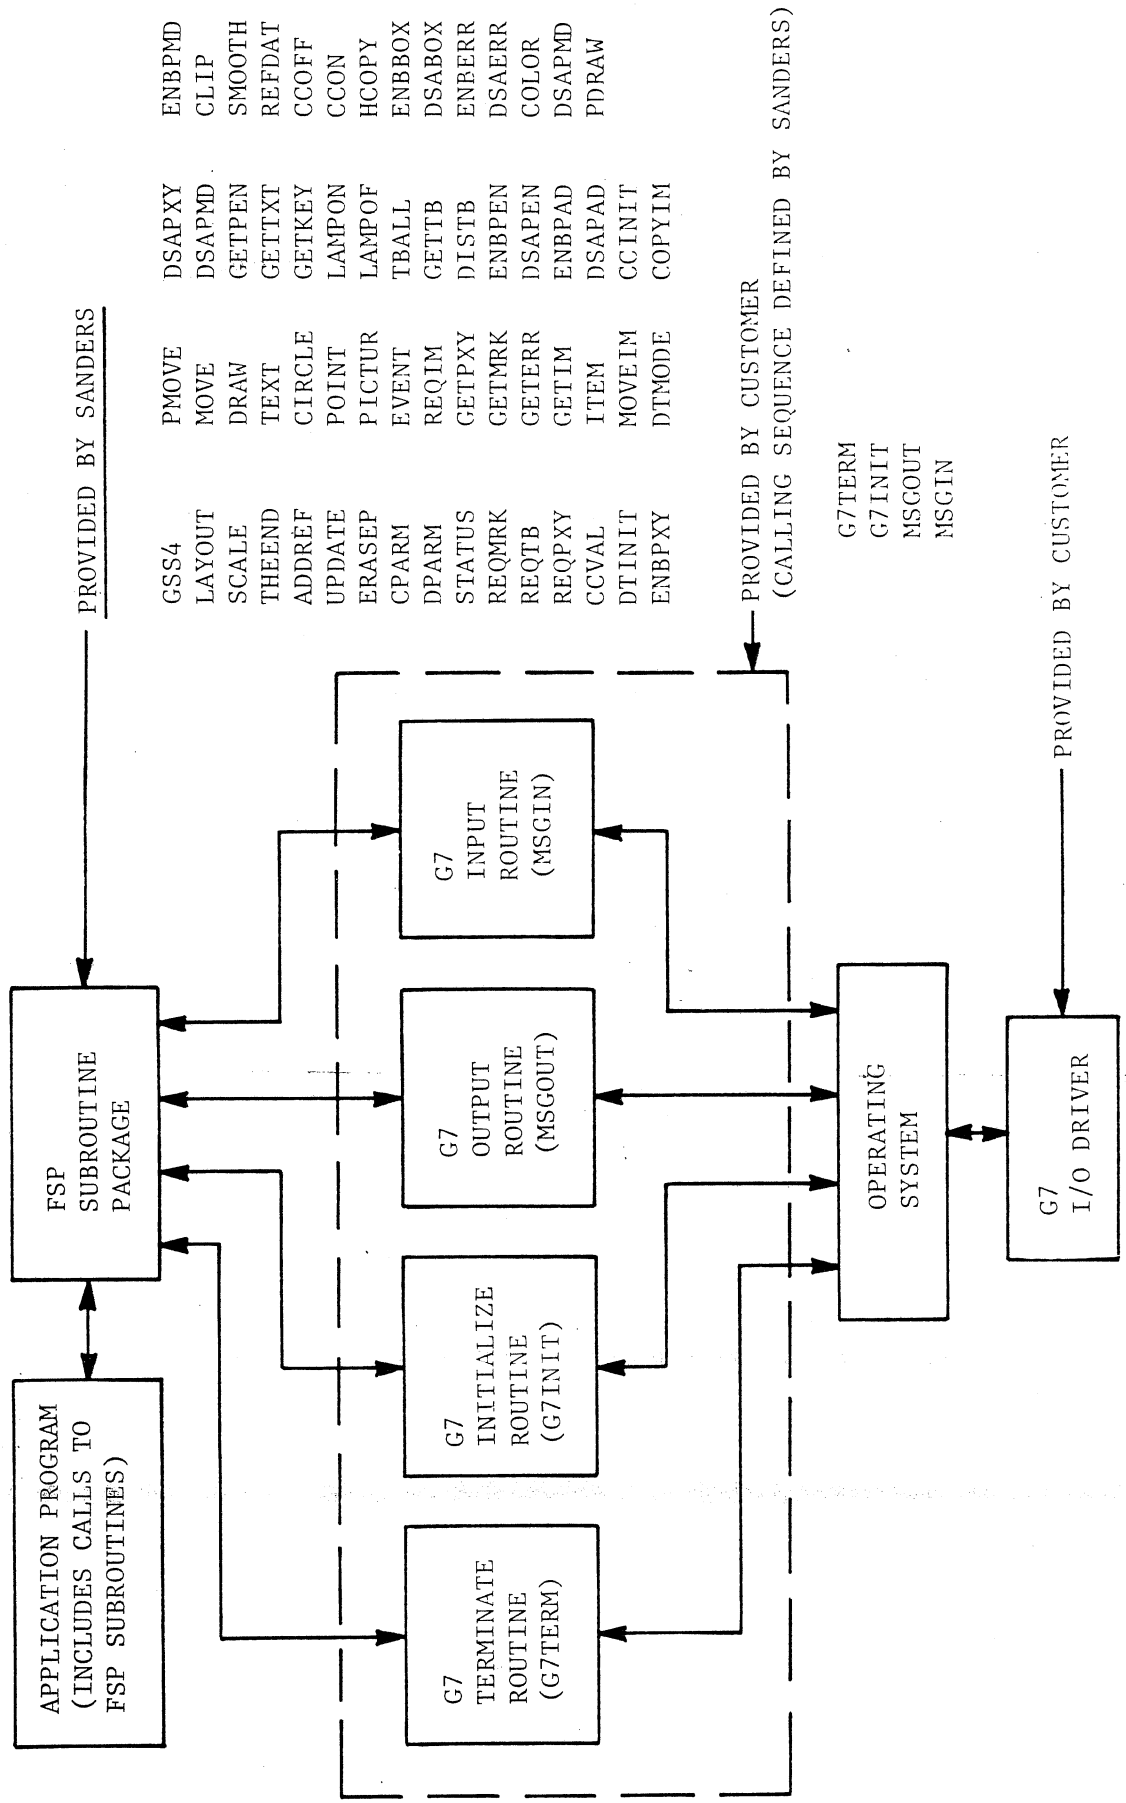 APPLICATION PROGRAM
(INCLUDES CALLS TO
FSP SUBROUTINES)
FSP
SUBROUTINE
PACKAGE
PROVIDED BY SANDERS
GSS4 PMOVE DSAPXY ENBPMD
LAYOUT MOVE DSAPMD CLIP
SCALE DRAW GETPEN SMOOTH
THEEND TEXT GETTXT REFDAT
ADDREF CIRCLE GETKEY CCOFF
UPDATE POINT LAMPON CCON
ERASEP PICTUR LAMPOF HCOPY
CPARM EVENT TBALL ENBBOX
DPARM REQIM GETTB DSABOX
STATUS GETPXY DISTB ENBERR
REQMRK GETMRK ENBPEN DSAERR
REQTB GETERR DSAPEN COLOR
REQPXY GETIM ENBPAD DSAPMD
CCVAL ITEM DSAPAD PDRAW
DTINIT MOVEIM CCINIT
ENBPXY DTMODE COPYIM
G7
TERMINATE
ROUTINE
(G7TERM)
G7
INITIALIZE
ROUTINE
(G7INIT)
G7
OUTPUT
ROUTINE
(MSGOUT)
G7
INPUT
ROUTINE
(MSGIN)
PROVIDED BY CUSTOMER
(CALLING SEQUENCE DEFINED BY SANDERS)
G7TERM
G7INIT
MSGOUT
MSGIN
OPERATING
SYSTEM
G7
I/O DRIVER
PROVIDED BY CUSTOMER